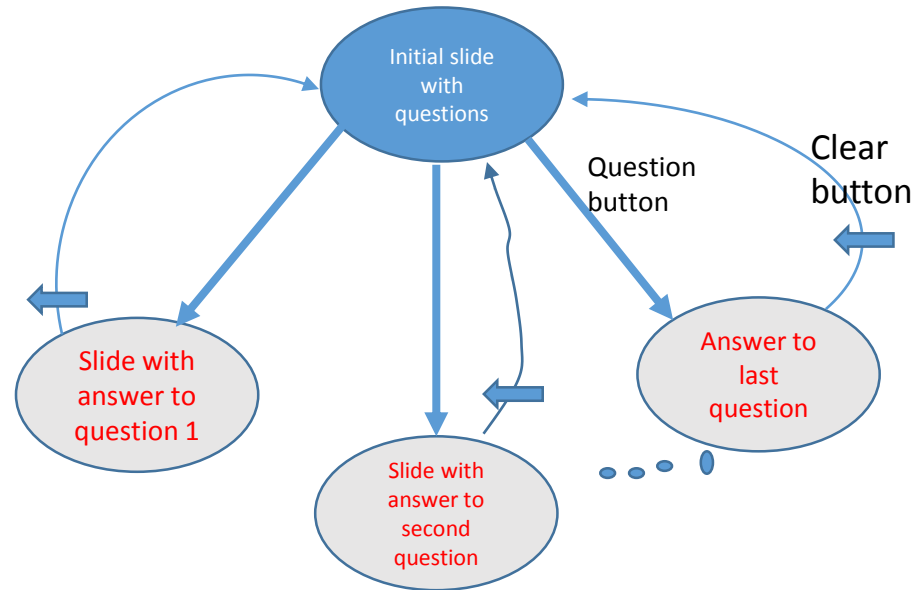 Initial slide
with
questions
Question
button
Clear
button
Slide with
answer to
question 1
Answer to
last
question
Slide with
answer to
second
question